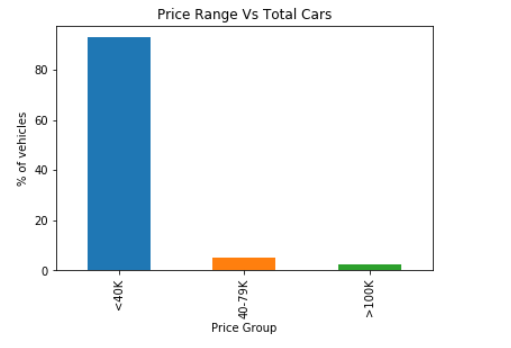 Price Range Vs Total Cars
% of vehicles
80
60
40
20
0
<40K
40-79K
>100K
Price Group